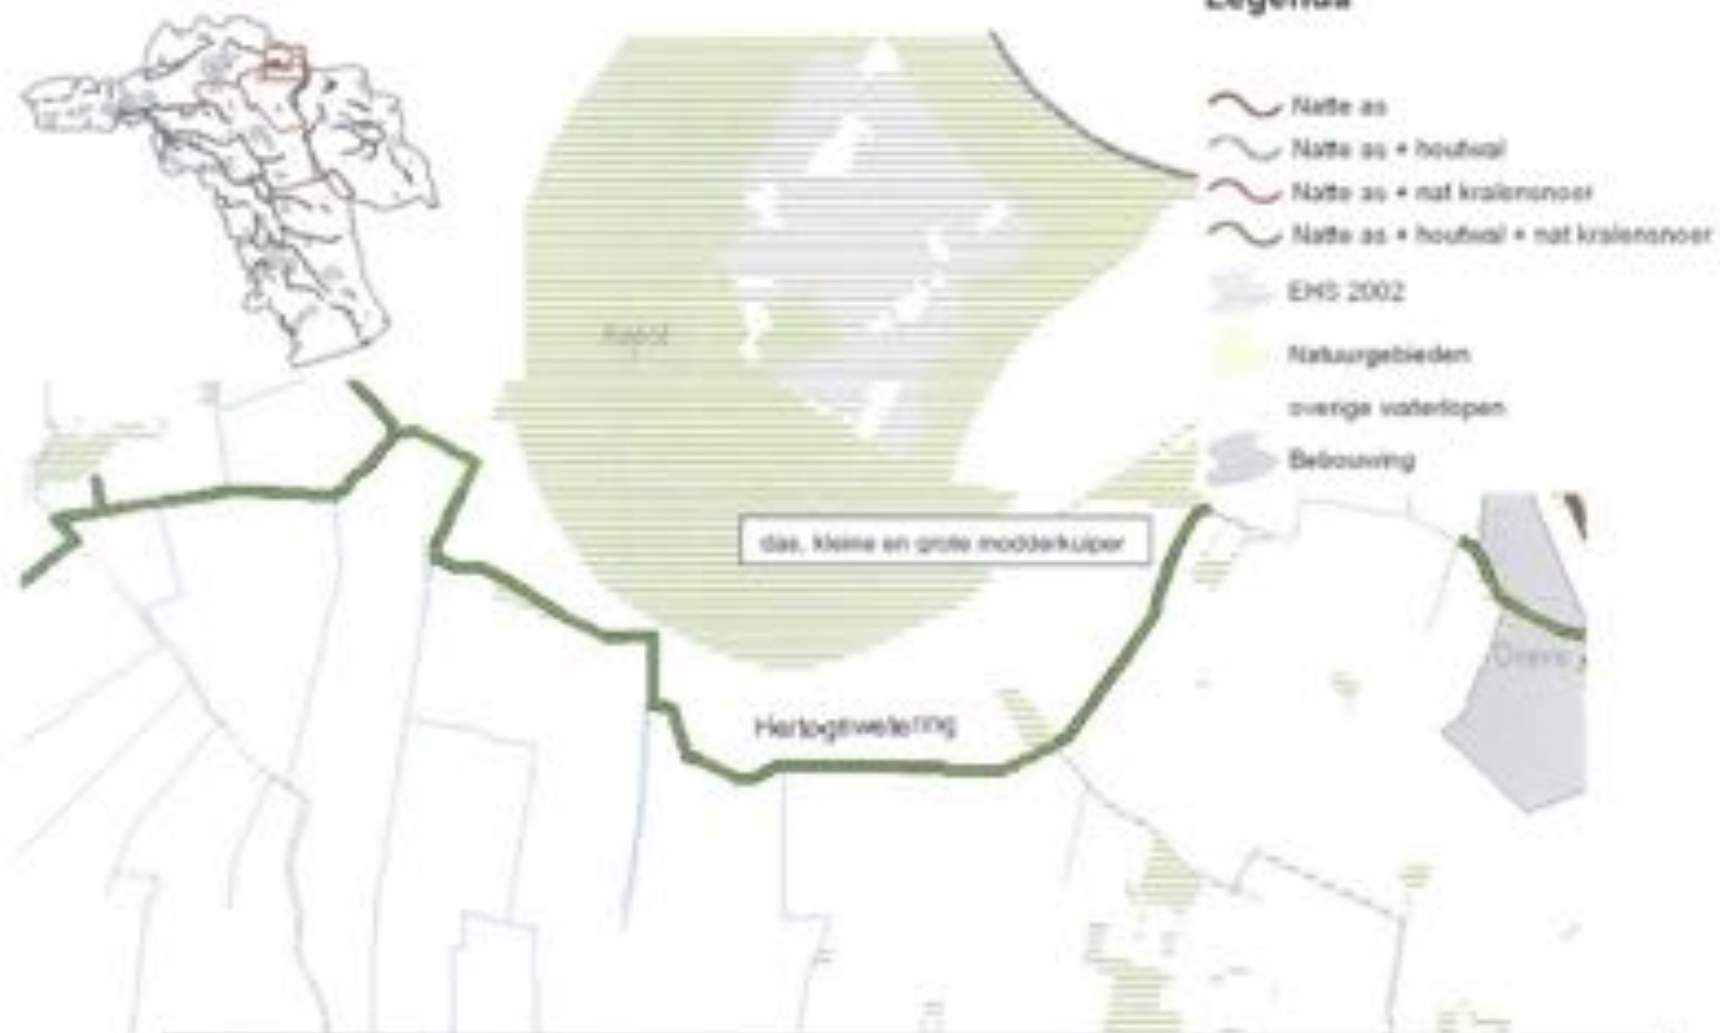 Legenda
Natte as
Natte as + houtwal
Natte as + nat kralensnoer
Natte as + houtwal + nat kralensnoer
EHS 2002
Natuurgebieden
overige waterlopen
Bebouwing
das, kleine en grote modderkuiper
Hertogswetering